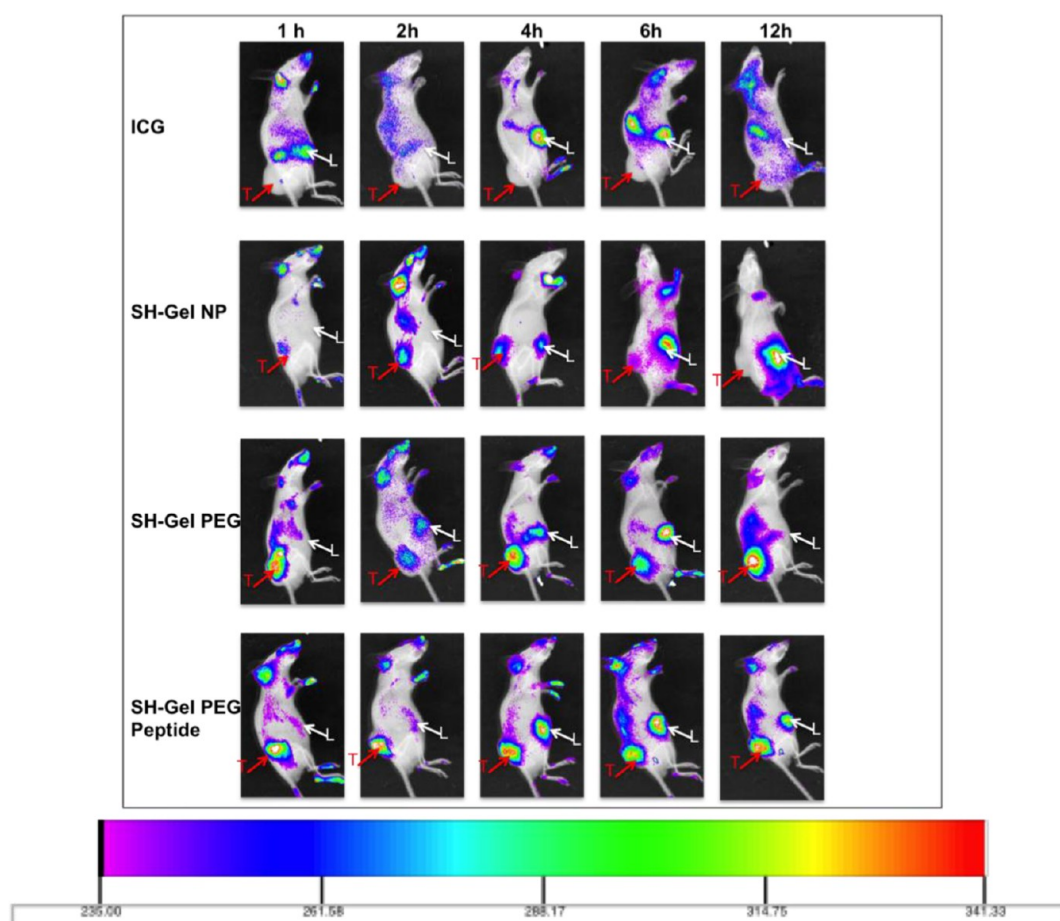 1 h 2h 4h 6h 12h
ICG
L L L L L
T T T T T
SH-Gel NP
L L L L L
T T T T T
SH-Gel PEG
L L L L L
T T T T T
SH-Gel PEG
Peptide
L L L L L
T T T T T
235.00 261.58 288.17 314.75 341.33